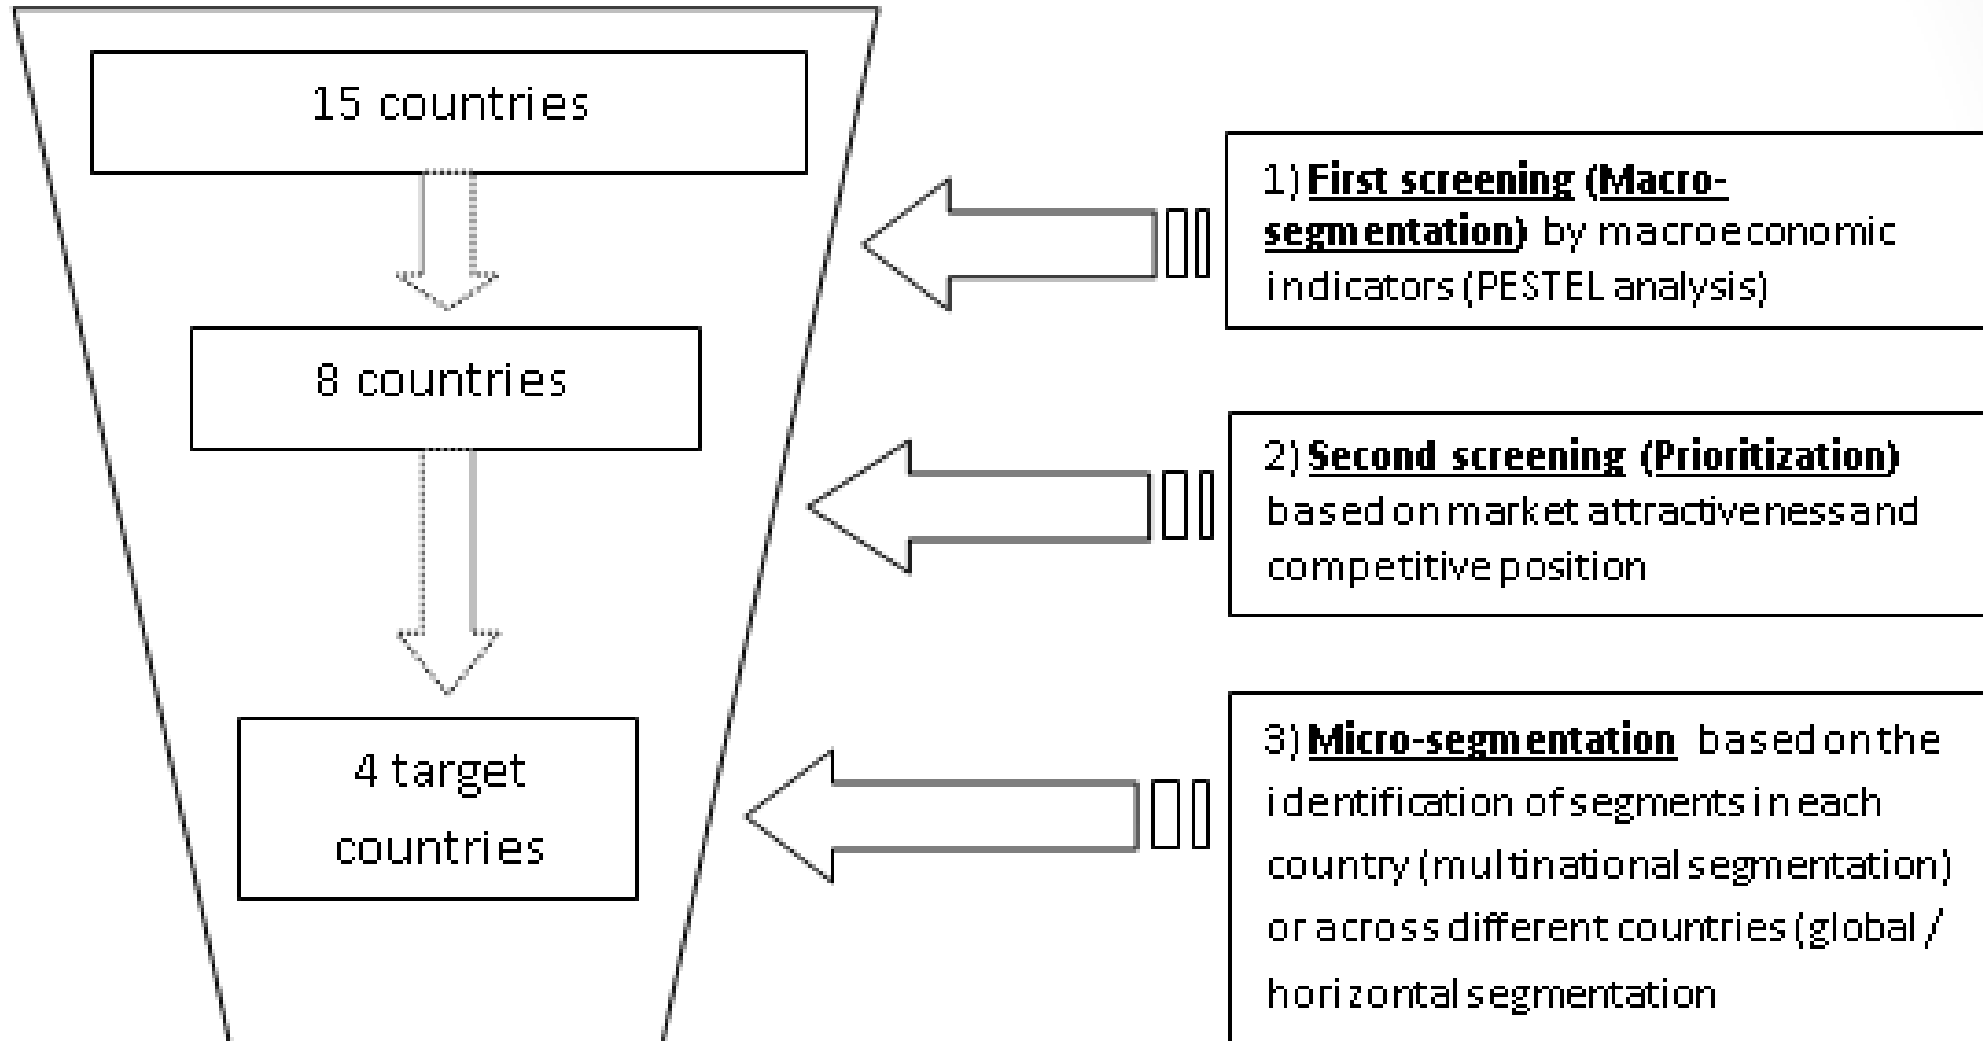 15 countries
8 countries
4 target
countries
1) First screening (Macro-
segmentation) by macroeconomic
indicators (PESTEL analysis)
2) Second screening (Prioritization)
based on market attractiveness and
competitive position
3) Micro-segmentation based on the
identification of segments in each
country (multinational segmentation)
or across different countries (global /
horizontal segmentation